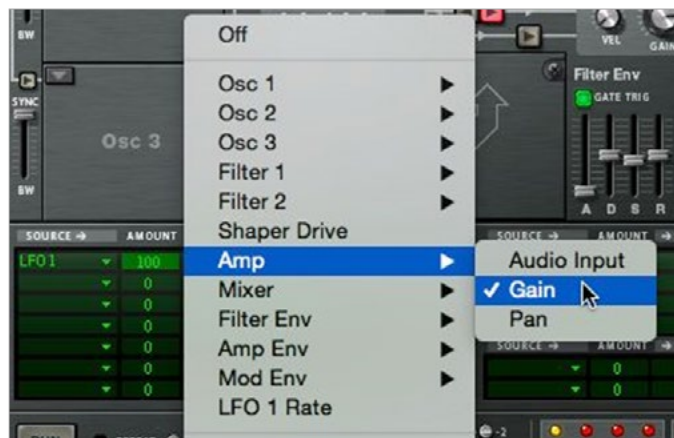 BW
VEL
GAIN
Filter Env
GATE TRIG
SYNC
Osc 3
BW
A D S R
Off
Osc 1
Osc 2
Osc 3
Filter 1
Filter 2
Shaper Drive
Amp
Mixer
Filter Env
Amp Env
Mod Env
LFO 1 Rate
Audio Input
✓ Gain
Pan
SOURCE → AMOUNT
LFO1 100
0
0
0
0
0
0
SOURCE → AMOUNT →
SOURCE → AMOUNT →
0
0
-2